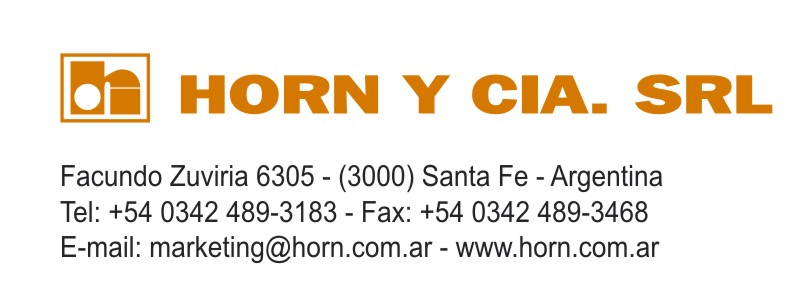 HORN Y CIA. SRL
Facundo Zuviria 6305 - (3000) Santa Fe - Argentina
Tel: +54 0342 489-3183 - Fax: +54 0342 489-3468
E-mail: marketing@horn.com.ar - www.horn.com.ar